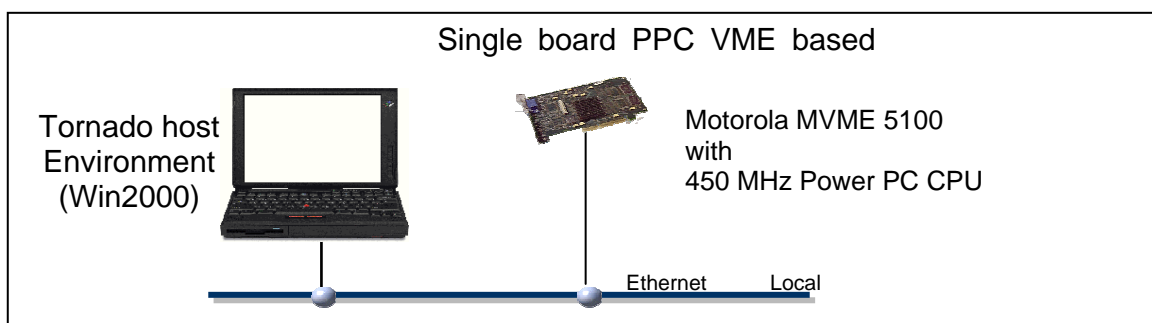 Single board PPC VME based
Tornado host
Environment
(Win2000)
Motorola MVME 5100
with
450 MHz Power PC CPU
Ethernet Local